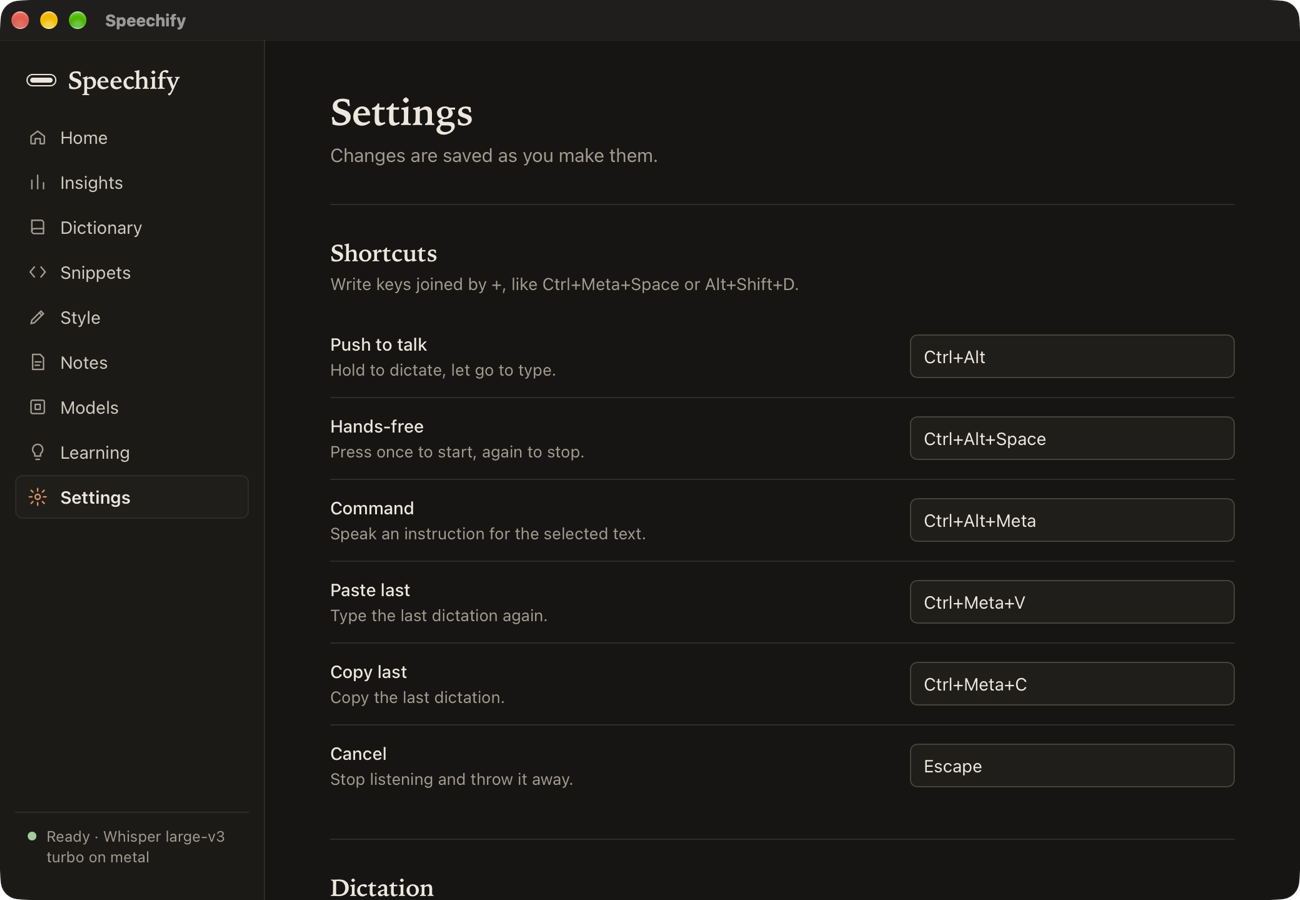 Speechify
Speechify
Home
Insights
Dictionary
Snippets
Style
Notes
Models
Learning
Settings
Ready · Whisper large-v3
turbo on metal
Settings
Changes are saved as you make them.
Shortcuts
Write keys joined by +, like Ctrl+Meta+Space or Alt+Shift+D.
Push to talk
Hold to dictate, let go to type.
Ctrl+Alt
Hands-free
Press once to start, again to stop.
Ctrl+Alt+Space
Command
Speak an instruction for the selected text.
Ctrl+Alt+Meta
Paste last
Type the last dictation again.
Ctrl+Meta+V
Copy last
Copy the last dictation.
Ctrl+Meta+C
Cancel
Stop listening and throw it away.
Escape
Dictation